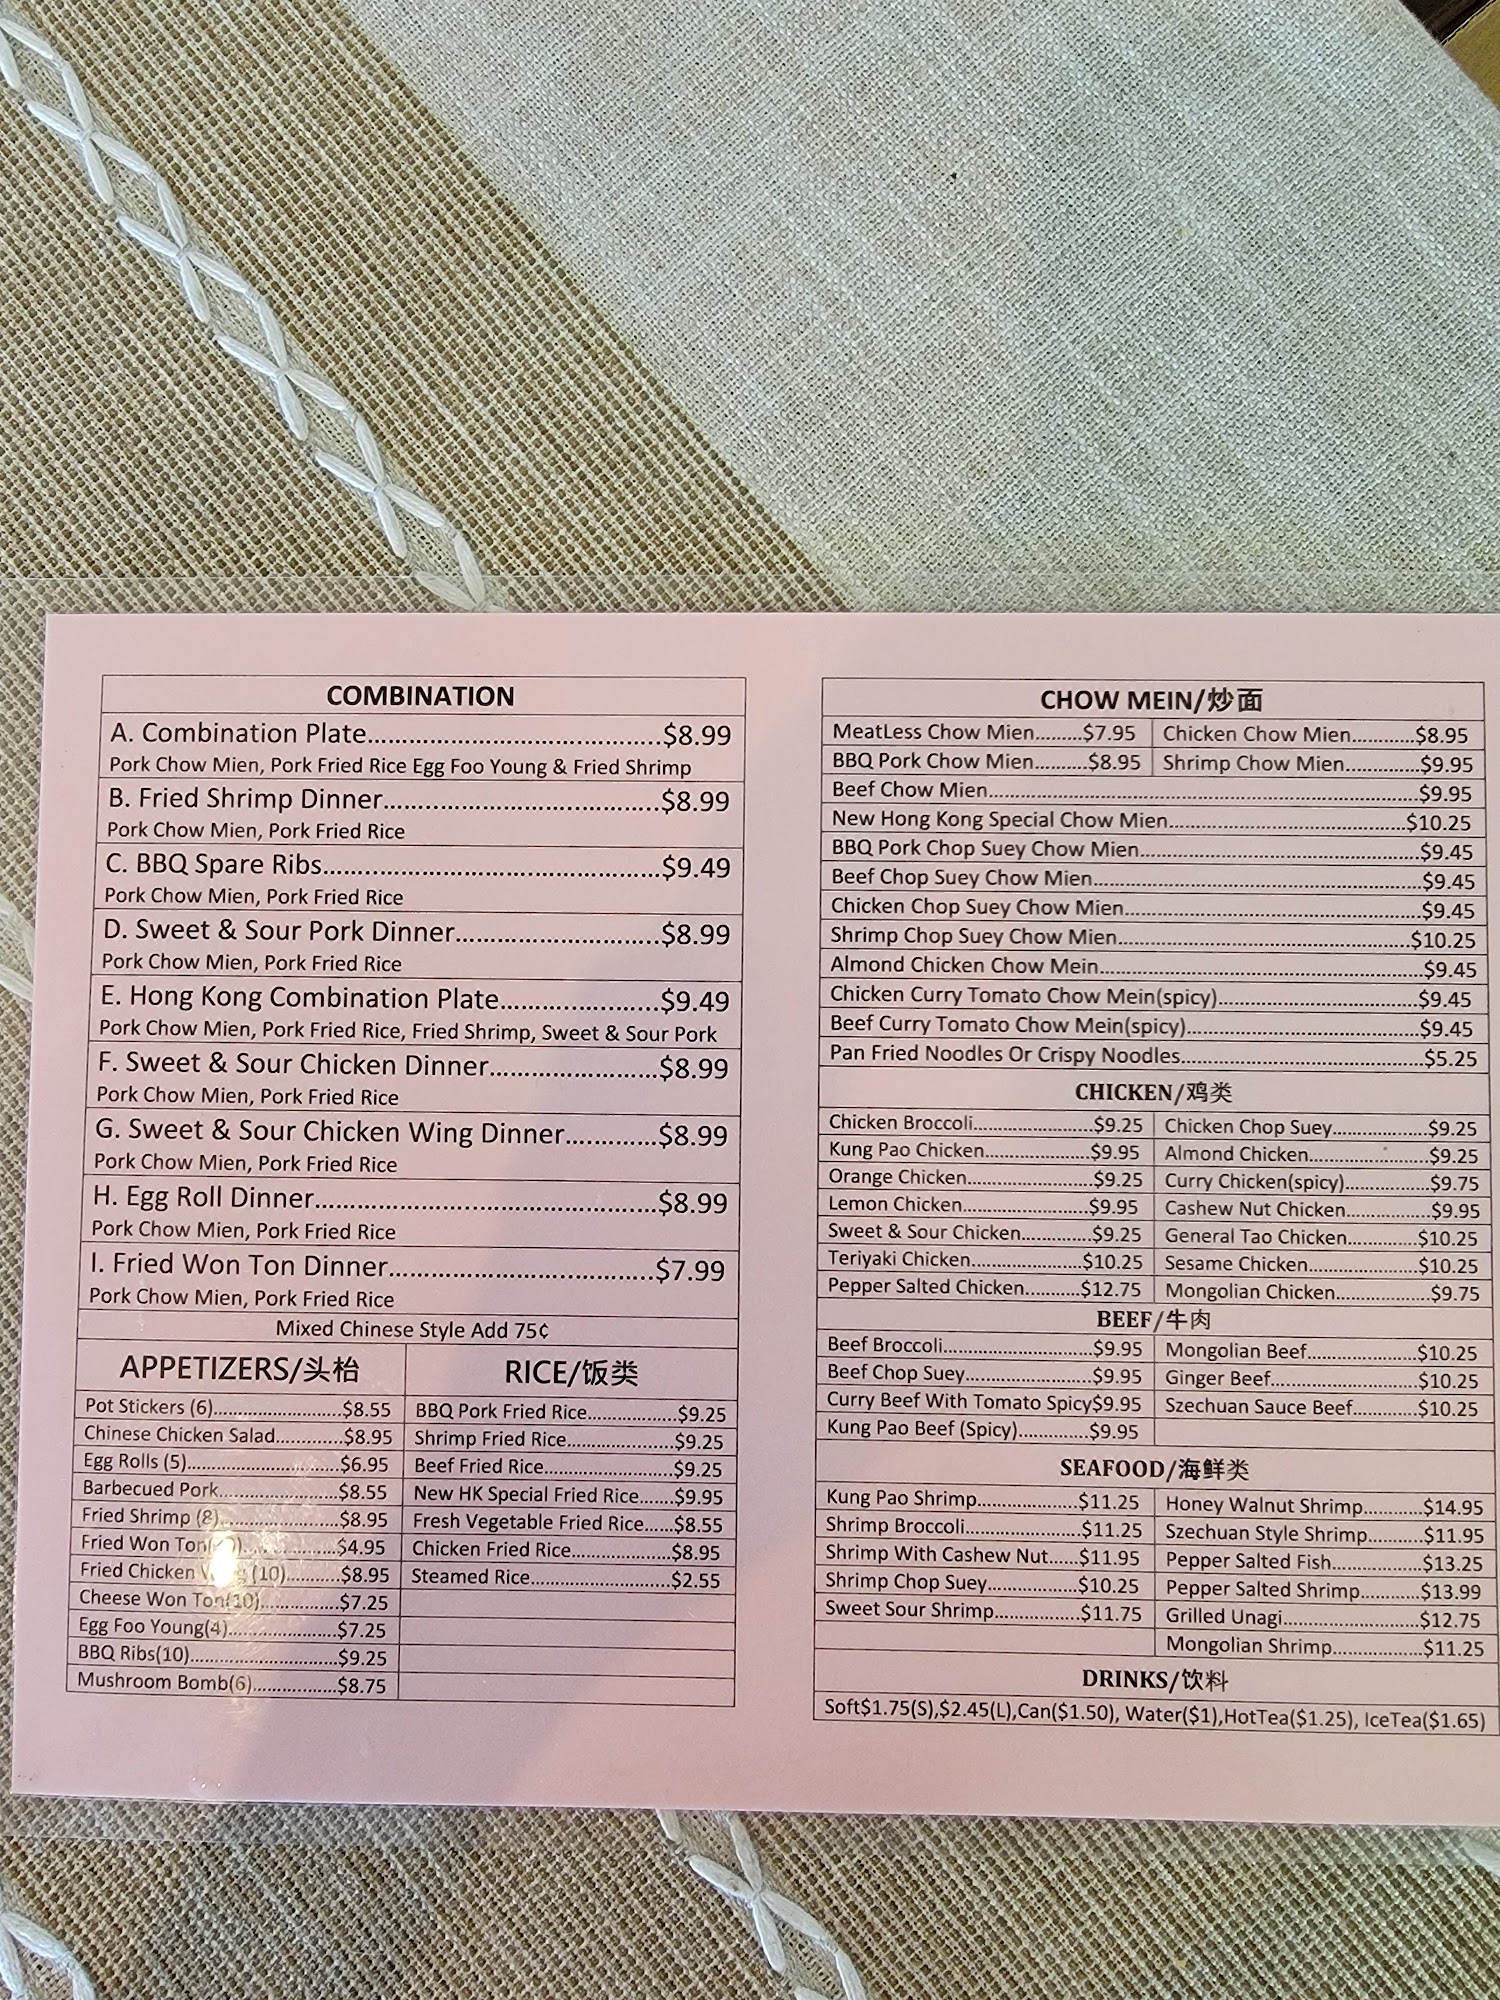 COMBINATION
A. Combination Plate.......................................$8.99
Pork Chow Mien, Pork Fried Rice Egg Foo Young & Fried Shrimp
B. Fried Shrimp Dinner.....................................$8.99
Pork Chow Mien, Pork Fried Rice
C. BBQ Spare Ribs.............................................$9.49
Pork Chow Mien, Pork Fried Rice
D. Sweet & Sour Pork Dinner...........................$8.99
Pork Chow Mien, Pork Fried Rice
E. Hong Kong Combination Plate.....................$9.49
Pork Chow Mien, Pork Fried Rice, Fried Shrimp, Sweet & Sour Pork
F. Sweet & Sour Chicken Dinner......................$8.99
Pork Chow Mien, Pork Fried Rice
G. Sweet & Sour Chicken Wing Dinner............$8.99
Pork Chow Mien, Pork Fried Rice
H. Egg Roll Dinner.............................................$8.99
Pork Chow Mien, Pork Fried Rice
I. Fried Won Ton Dinner...................................$7.99
Pork Chow Mien, Pork Fried Rice
Mixed Chinese Style Add 75¢
APPETIZERS/头枱
Pot Stickers (6).....................$8.55
Chinese Chicken Salad...........$8.95
Egg Rolls (5)..........................$6.95
Barbecued Pork....................$8.55
Fried Shrimp (8)....................$8.95
Fried Won Ton....................$4.95
Fried Chicken (10).........$8.95
Cheese Won Ton(10).............$7.25
Egg Foo Young(4)..................$7.25
BBQ Ribs(10)........................$9.25
Mushroom Bomb(6)..............$8.75
RICE/饭类
BBQ Pork Fried Rice...............$9.25
Shrimp Fried Rice..................$9.25
Beef Fried Rice......................$9.25
New HK Special Fried Rice......$9.95
Fresh Vegetable Fried Rice.....$8.55
Chicken Fried Rice.................$8.95
Steamed Rice........................$2.55
CHOW MEIN/炒面
MeatLess Chow Mien........$7.95 Chicken Chow Mien...........$8.95
BBQ Pork Chow Mien.........$8.95 Shrimp Chow Mien.............$9.95
Beef Chow Mien..........................................................................$9.95
New Hong Kong Special Chow Mien........................................$10.25
BBQ Pork Chop Suey Chow Mien...............................................$9.45
Beef Chop Suey Chow Mien.......................................................$9.45
Chicken Chop Suey Chow Mien..................................................$9.45
Shrimp Chop Suey Chow Mien.................................................$10.25
Almond Chicken Chow Mein......................................................$9.45
Chicken Curry Tomato Chow Mein(spicy)..................................$9.45
Beef Curry Tomato Chow Mein(spicy).......................................$9.45
Pan Fried Noodles Or Crispy Noodles.........................................$5.25
CHICKEN/鸡类
Chicken Broccoli....................$9.25 Chicken Chop Suey................$9.25
Kung Pao Chicken..................$9.95 Almond Chicken....................$9.25
Orange Chicken.....................$9.25 Curry Chicken(spicy)..............$9.75
Lemon Chicken......................$9.95 Cashew Nut Chicken..............$9.95
Sweet & Sour Chicken............$9.25 General Tao Chicken............$10.25
Teriyaki Chicken...................$10.25 Sesame Chicken...................$10.25
Pepper Salted Chicken..........$12.75 Mongolian Chicken................$9.75
BEEF/牛肉
Beef Broccoli.........................$9.95 Mongolian Beef...................$10.25
Beef Chop Suey.....................$9.95 Ginger Beef.........................$10.25
Curry Beef With Tomato Spicy$9.95 Szechuan Sauce Beef...........$10.25
Kung Pao Beef (Spicy)............$9.95
SEAFOOD/海鲜类
Kung Pao Shrimp.................$11.25 Honey Walnut Shrimp..........$14.95
Shrimp Broccoli...................$11.25 Szechuan Style Shrimp.........$11.95
Shrimp With Cashew Nut.....$11.95 Pepper Salted Fish...............$13.25
Shrimp Chop Suey...............$10.25 Pepper Salted Shrimp..........$13.99
Sweet Sour Shrimp..............$11.75 Grilled Unagi.......................$12.75
Mongolian Shrimp...............$11.25
DRINKS/饮料
Soft$1.75(S),$2.45(L),Can($1.50), Water($1),HotTea($1.25), IceTea($1.65)